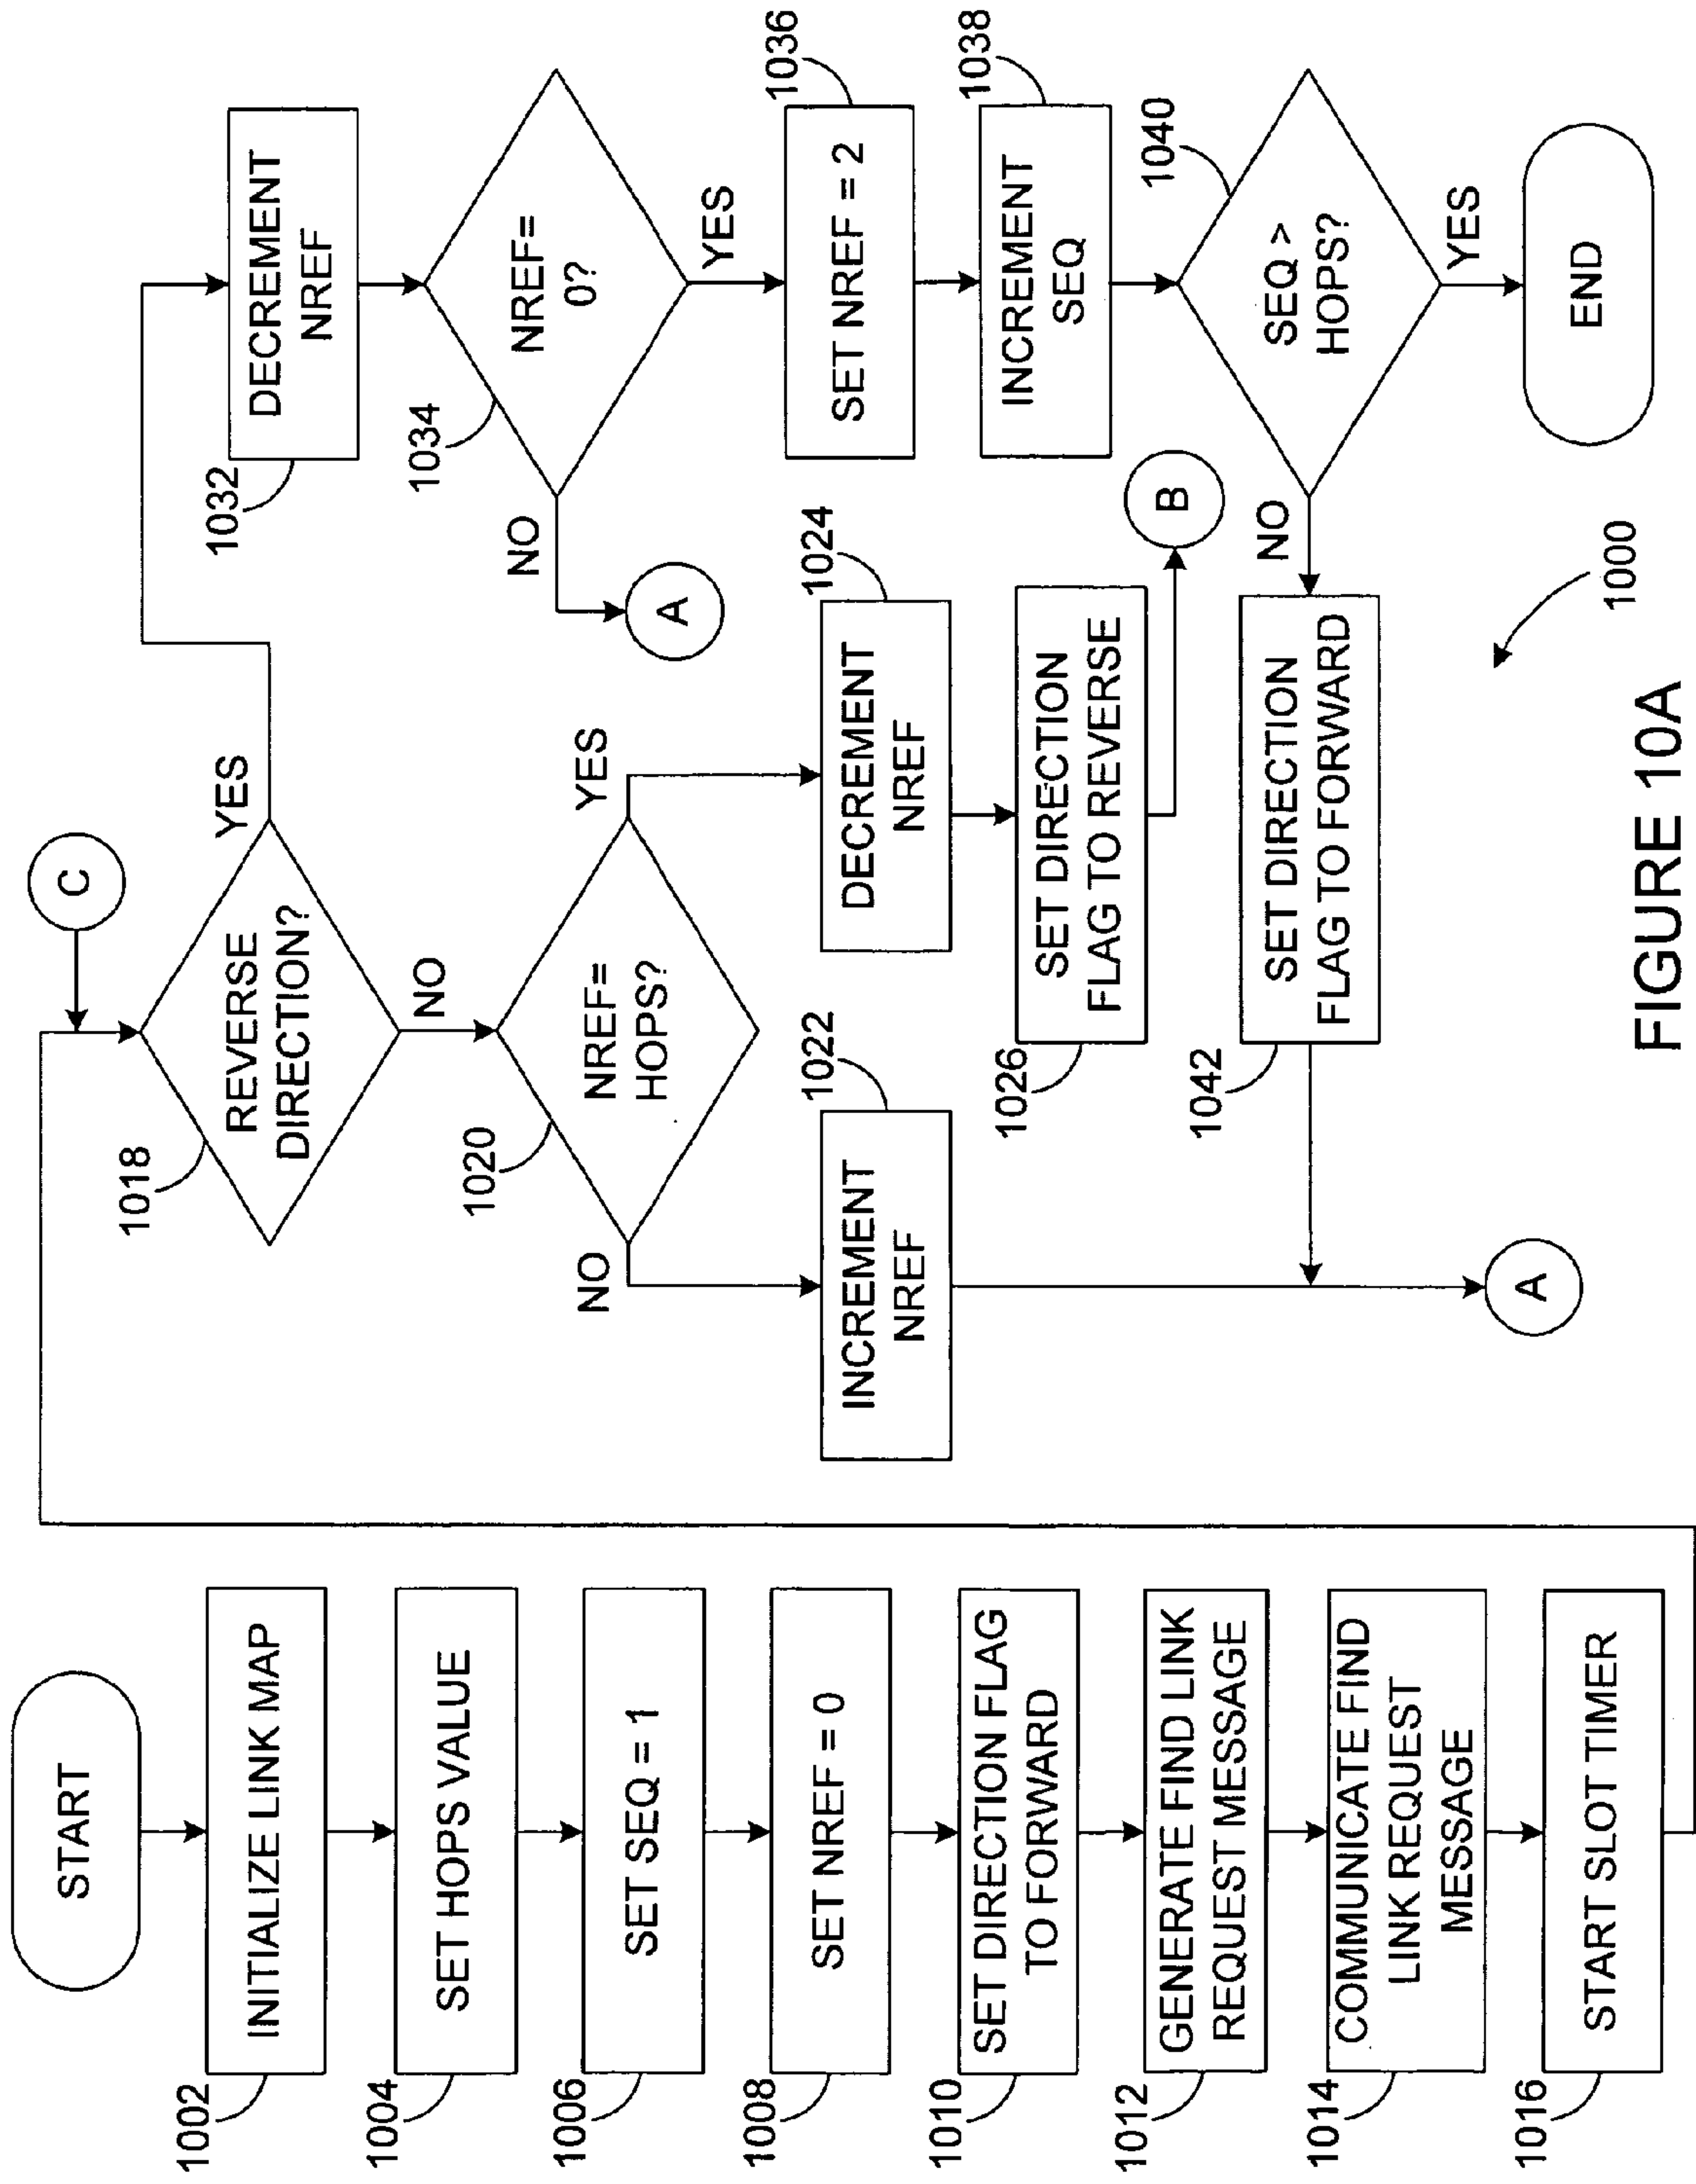 START
1002
INITIALIZE LINK MAP
1004
SET HOPS VALUE
1006
SET SEQ = 1
1008
SET NREF = 0
1010
SET DIRECTION FLAG
TO FORWARD
1012
GENERATE FIND LINK
REQUEST MESSAGE
1014
COMMUNICATE FIND
LINK REQUEST
MESSAGE
1016
START SLOT TIMER
C
1018
REVERSE
DIRECTION?
YES
NO
1020
NREF=
HOPS?
NO
YES
1022
INCREMENT
NREF
1024
DECREMENT
NREF
1026
SET DIRECTION
FLAG TO REVERSE
B
1042
SET DIRECTION
FLAG TO FORWARD
A
1032
DECREMENT
NREF
1034
NREF=
0?
NO
A
YES
1036
SET NREF = 2
1038
INCREMENT
SEQ
1040
SEQ >
HOPS?
NO
YES
END
1000
FIGURE 10A